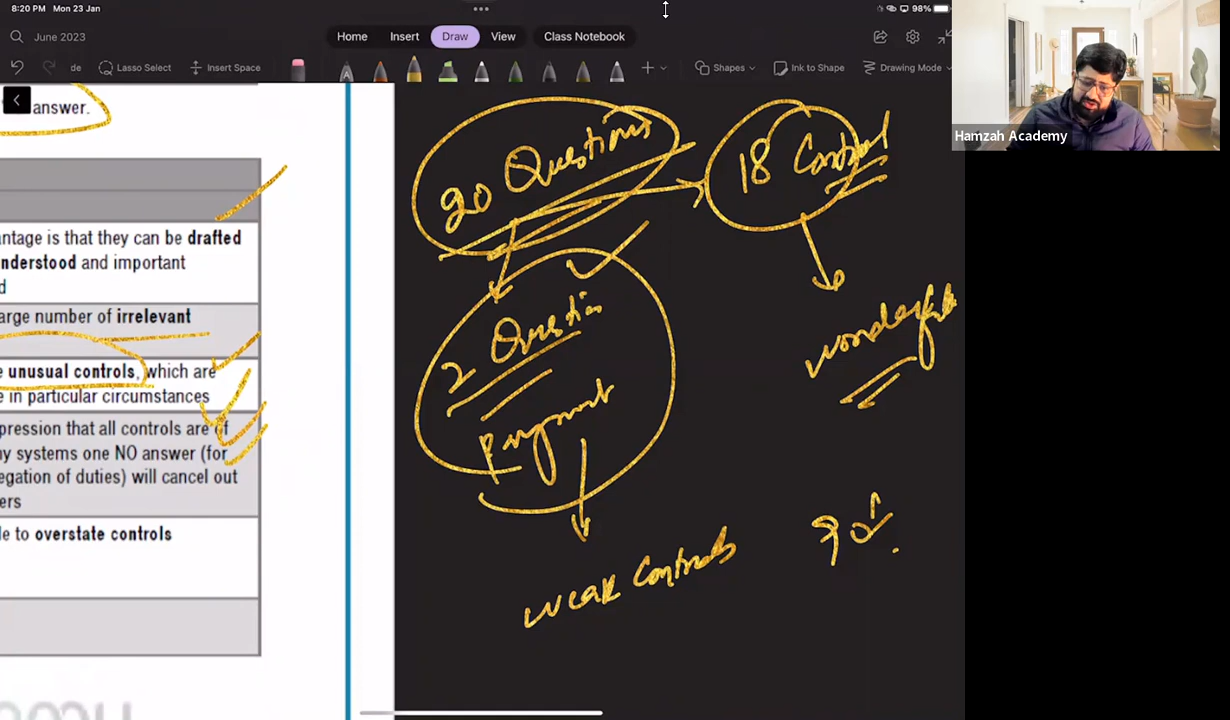 8:20 PM Mon 23 Jan
98%
June 2023
Home Insert Draw View Class Notebook
de Lasso Select Insert Space Shapes Ink to Shape Drawing Mode
Hamzah Academy
answer.
antage is that they can be drafted
nderstood and important
d
arge number of irrelevant
e unusual controls, which are
e in particular circumstances
pression that all controls are of
ny systems one NO answer (for
egation of duties) will cancel out
ers
le to overstate controls
20 Questions
18 Control
2 Question
Payment
wonderful
weak Controls